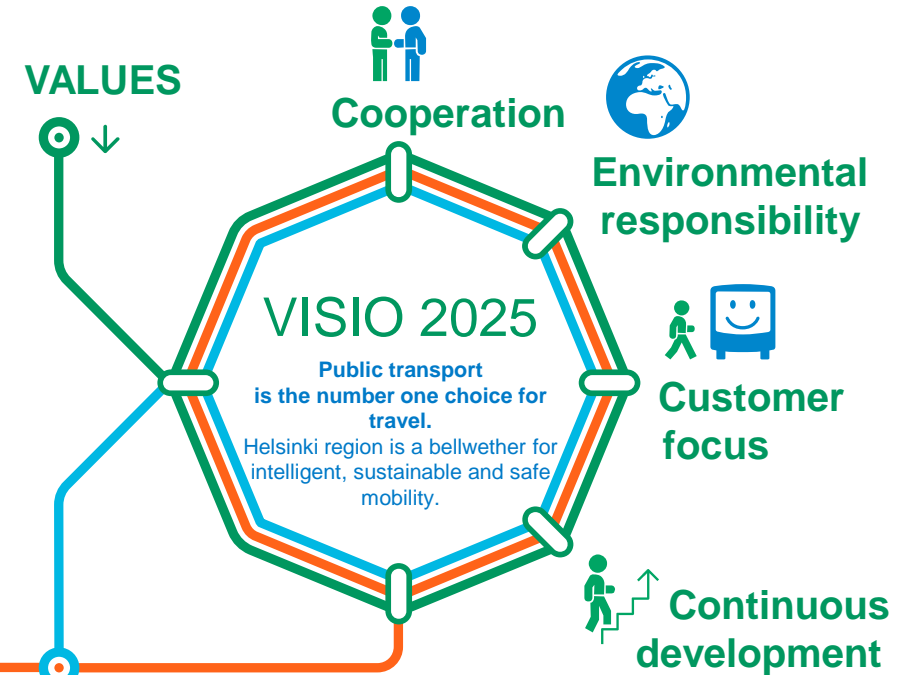 VALUES
Cooperation
Environmental
responsibility
VISIO 2025
Public transport
is the number one choice for
travel.
Helsinki region is a bellwether for
intelligent, sustainable and safe
mobility.
Customer
focus
Continuous
development